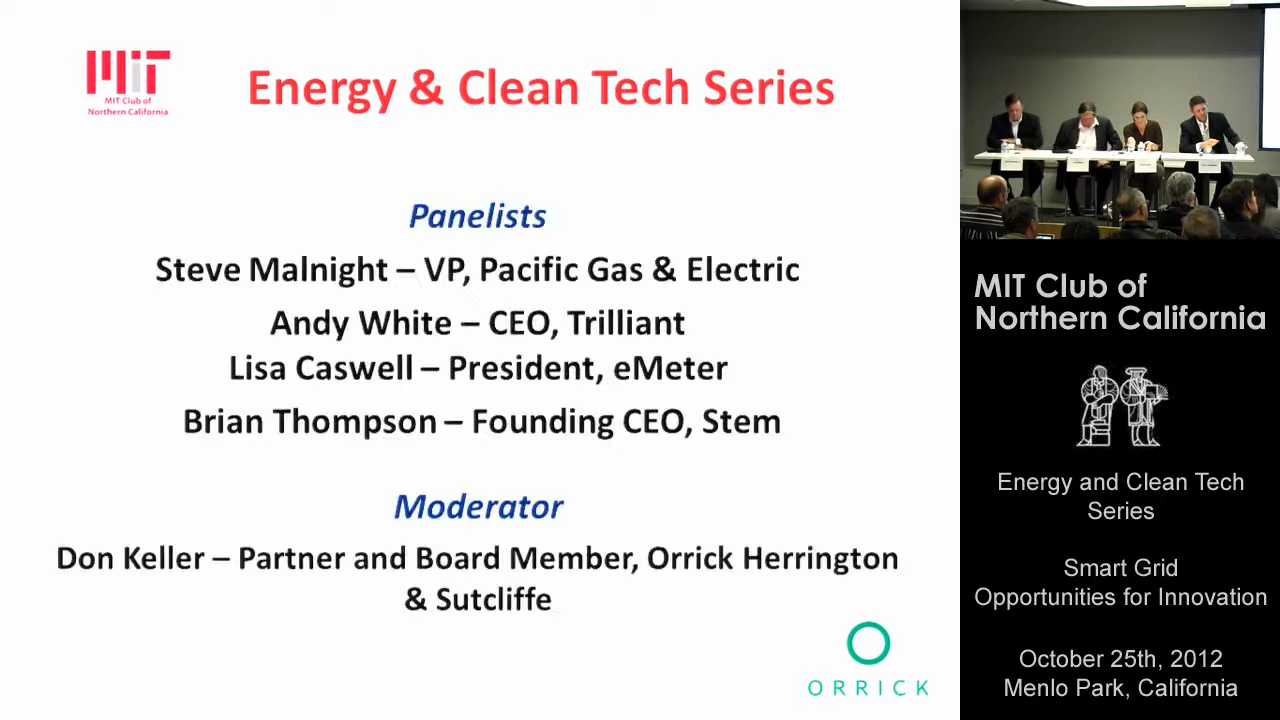 MIT
MIT Club of
Northern California
Energy & Clean Tech Series
Panelists
Steve Malnight – VP, Pacific Gas & Electric
Andy White – CEO, Trilliant
Lisa Caswell – President, eMeter
Brian Thompson – Founding CEO, Stem
Moderator
Don Keller – Partner and Board Member, Orrick Herrington
& Sutcliffe
ORRICK
MIT Club of
Northern California
Energy and Clean Tech
Series
Smart Grid
Opportunities for Innovation
October 25th, 2012
Menlo Park, California